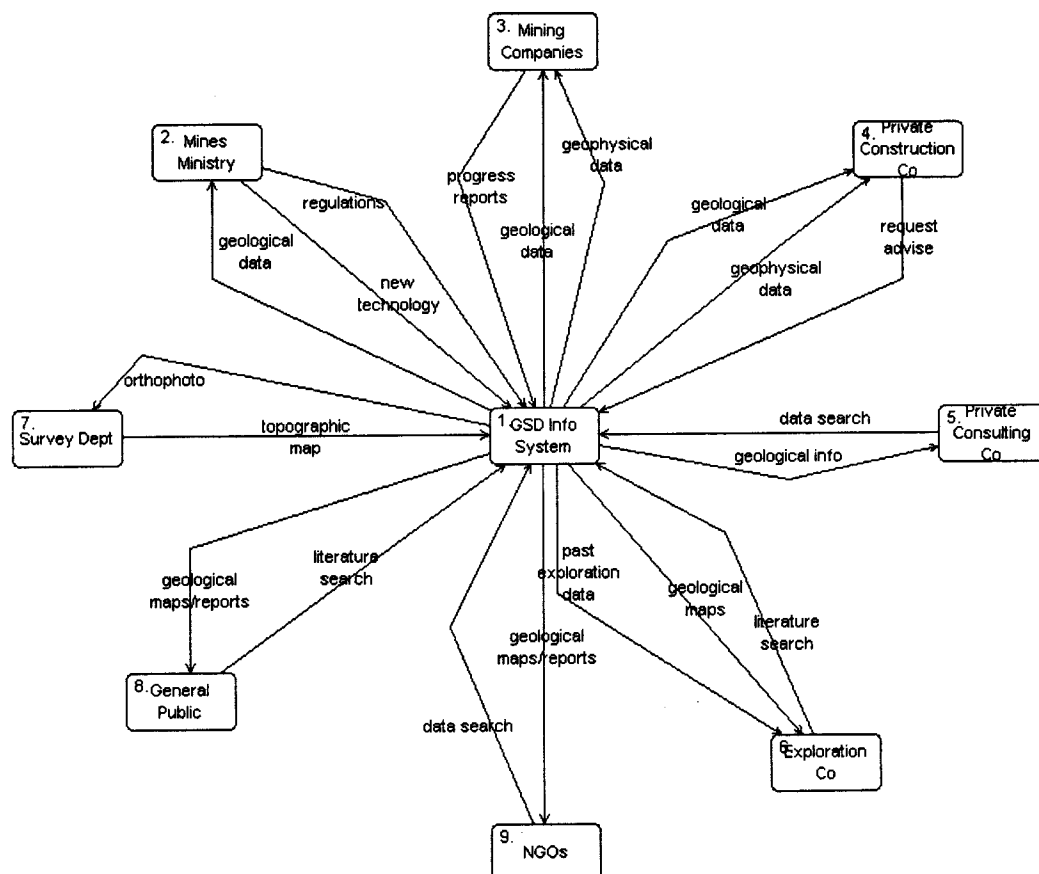 3. Mining
Companies
2. Mines
Ministry
4. Private
Construction
Co
geophysical
data
progress
reports
regulations
geological
data
request
advise
geological
data
geological
data
geophysical
data
new
technology
orthophoto
7.
Survey Dept
topographic
map
1. GSD Info
System
data search
5. Private
Consulting
Co
geological info
past
exploration
data
literature
search
geological
maps/reports
geological
maps
literature
search
geological
maps/reports
8. General
Public
data search
6. Exploration
Co
9.
NGOs